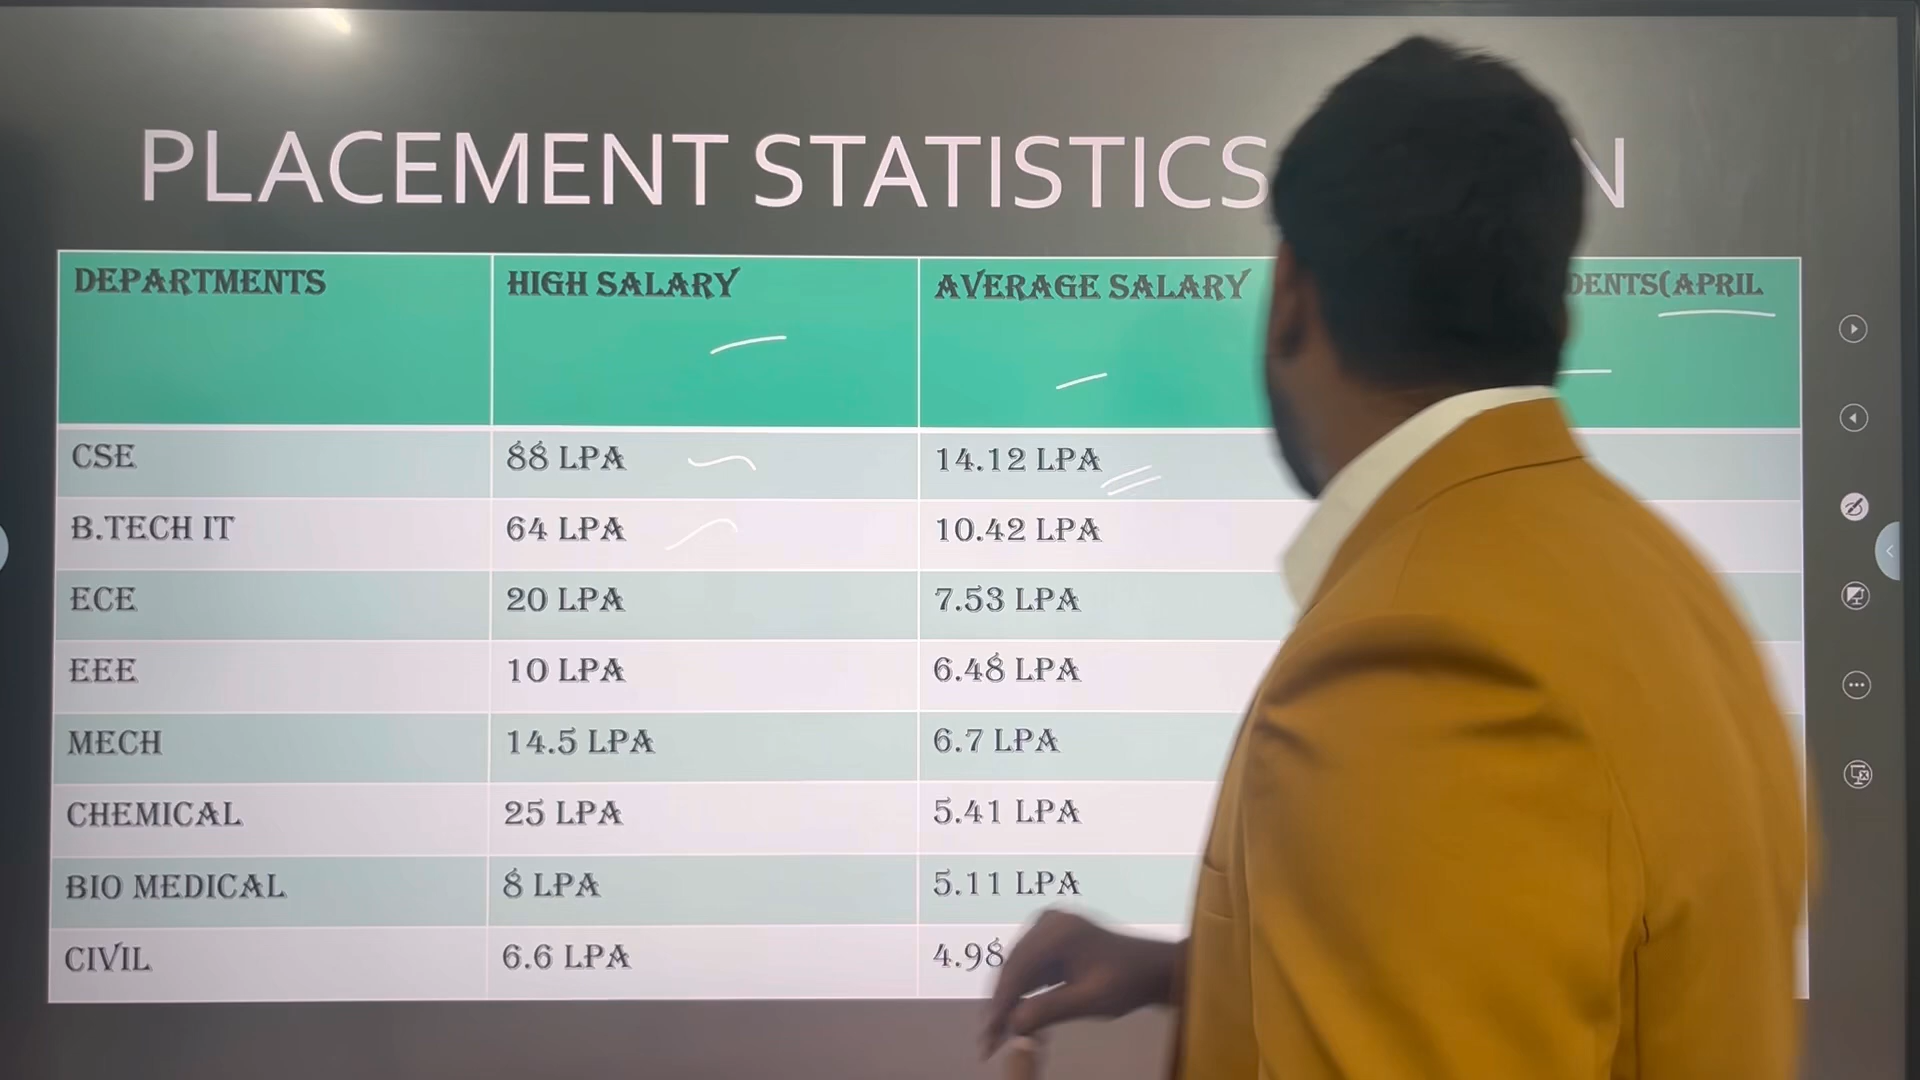 PLACEMENT STATISTICS
DEPARTMENTS HIGH SALARY AVERAGE SALARY (APRIL
CSE 88 LPA 14.12 LPA
B.TECH IT 64 LPA 10.42 LPA
ECE 20 LPA 7.53 LPA
EEE 10 LPA 6.48 LPA
MECH 14.5 LPA 6.7 LPA
CHEMICAL 25 LPA 5.41 LPA
BIO MEDICAL 8 LPA 5.11 LPA
CIVIL 6.6 LPA 4.98